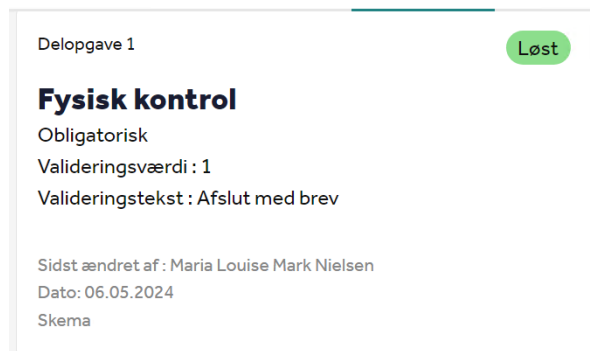 Delopgave 1
Løst
Fysisk kontrol
Obligatorisk
Valideringsværdi : 1
Valideringstekst : Afslut med brev
Sidst ændret af : Maria Louise Mark Nielsen
Dato: 06.05.2024
Skema